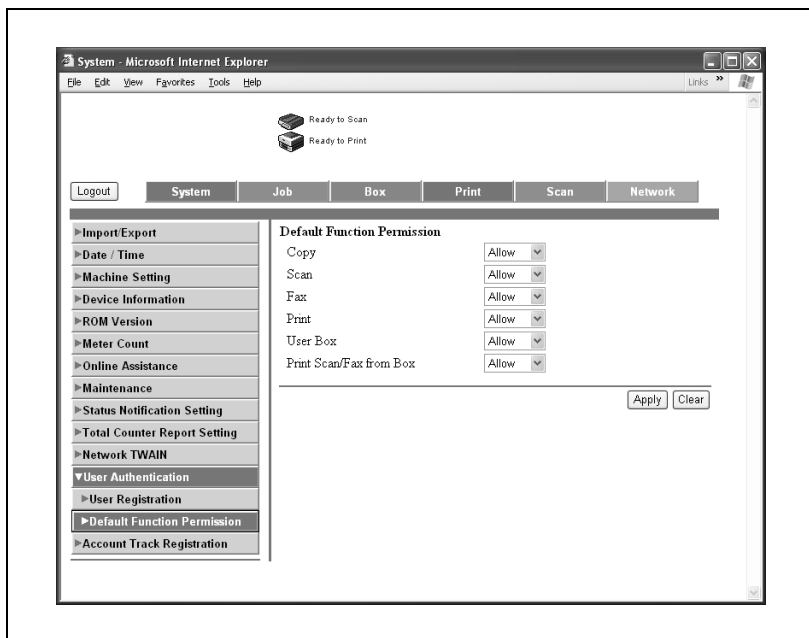 System - Microsoft Internet Explorer
File Edit View Favorites Tools Help Links »
Ready to Scan
Ready to Print
Logout System Job Box Print Scan Network
Import/Export
Date / Time
Machine Setting
Device Information
ROM Version
Meter Count
Online Assistance
Maintenance
Status Notification Setting
Total Counter Report Setting
Network TWAIN
User Authentication
User Registration
Default Function Permission
Account Track Registration
Default Function Permission
Copy Allow
Scan Allow
Fax Allow
Print Allow
User Box Allow
Print Scan/Fax from Box Allow
Apply Clear